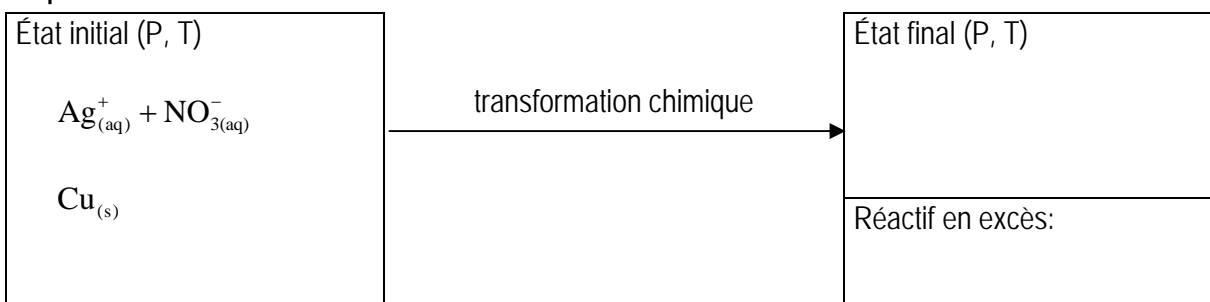 État initial (P, T)
Ag⁺(aq) + NO₃⁻(aq)
Cu(s)
transformation chimique
État final (P, T)
Réactif en excès: